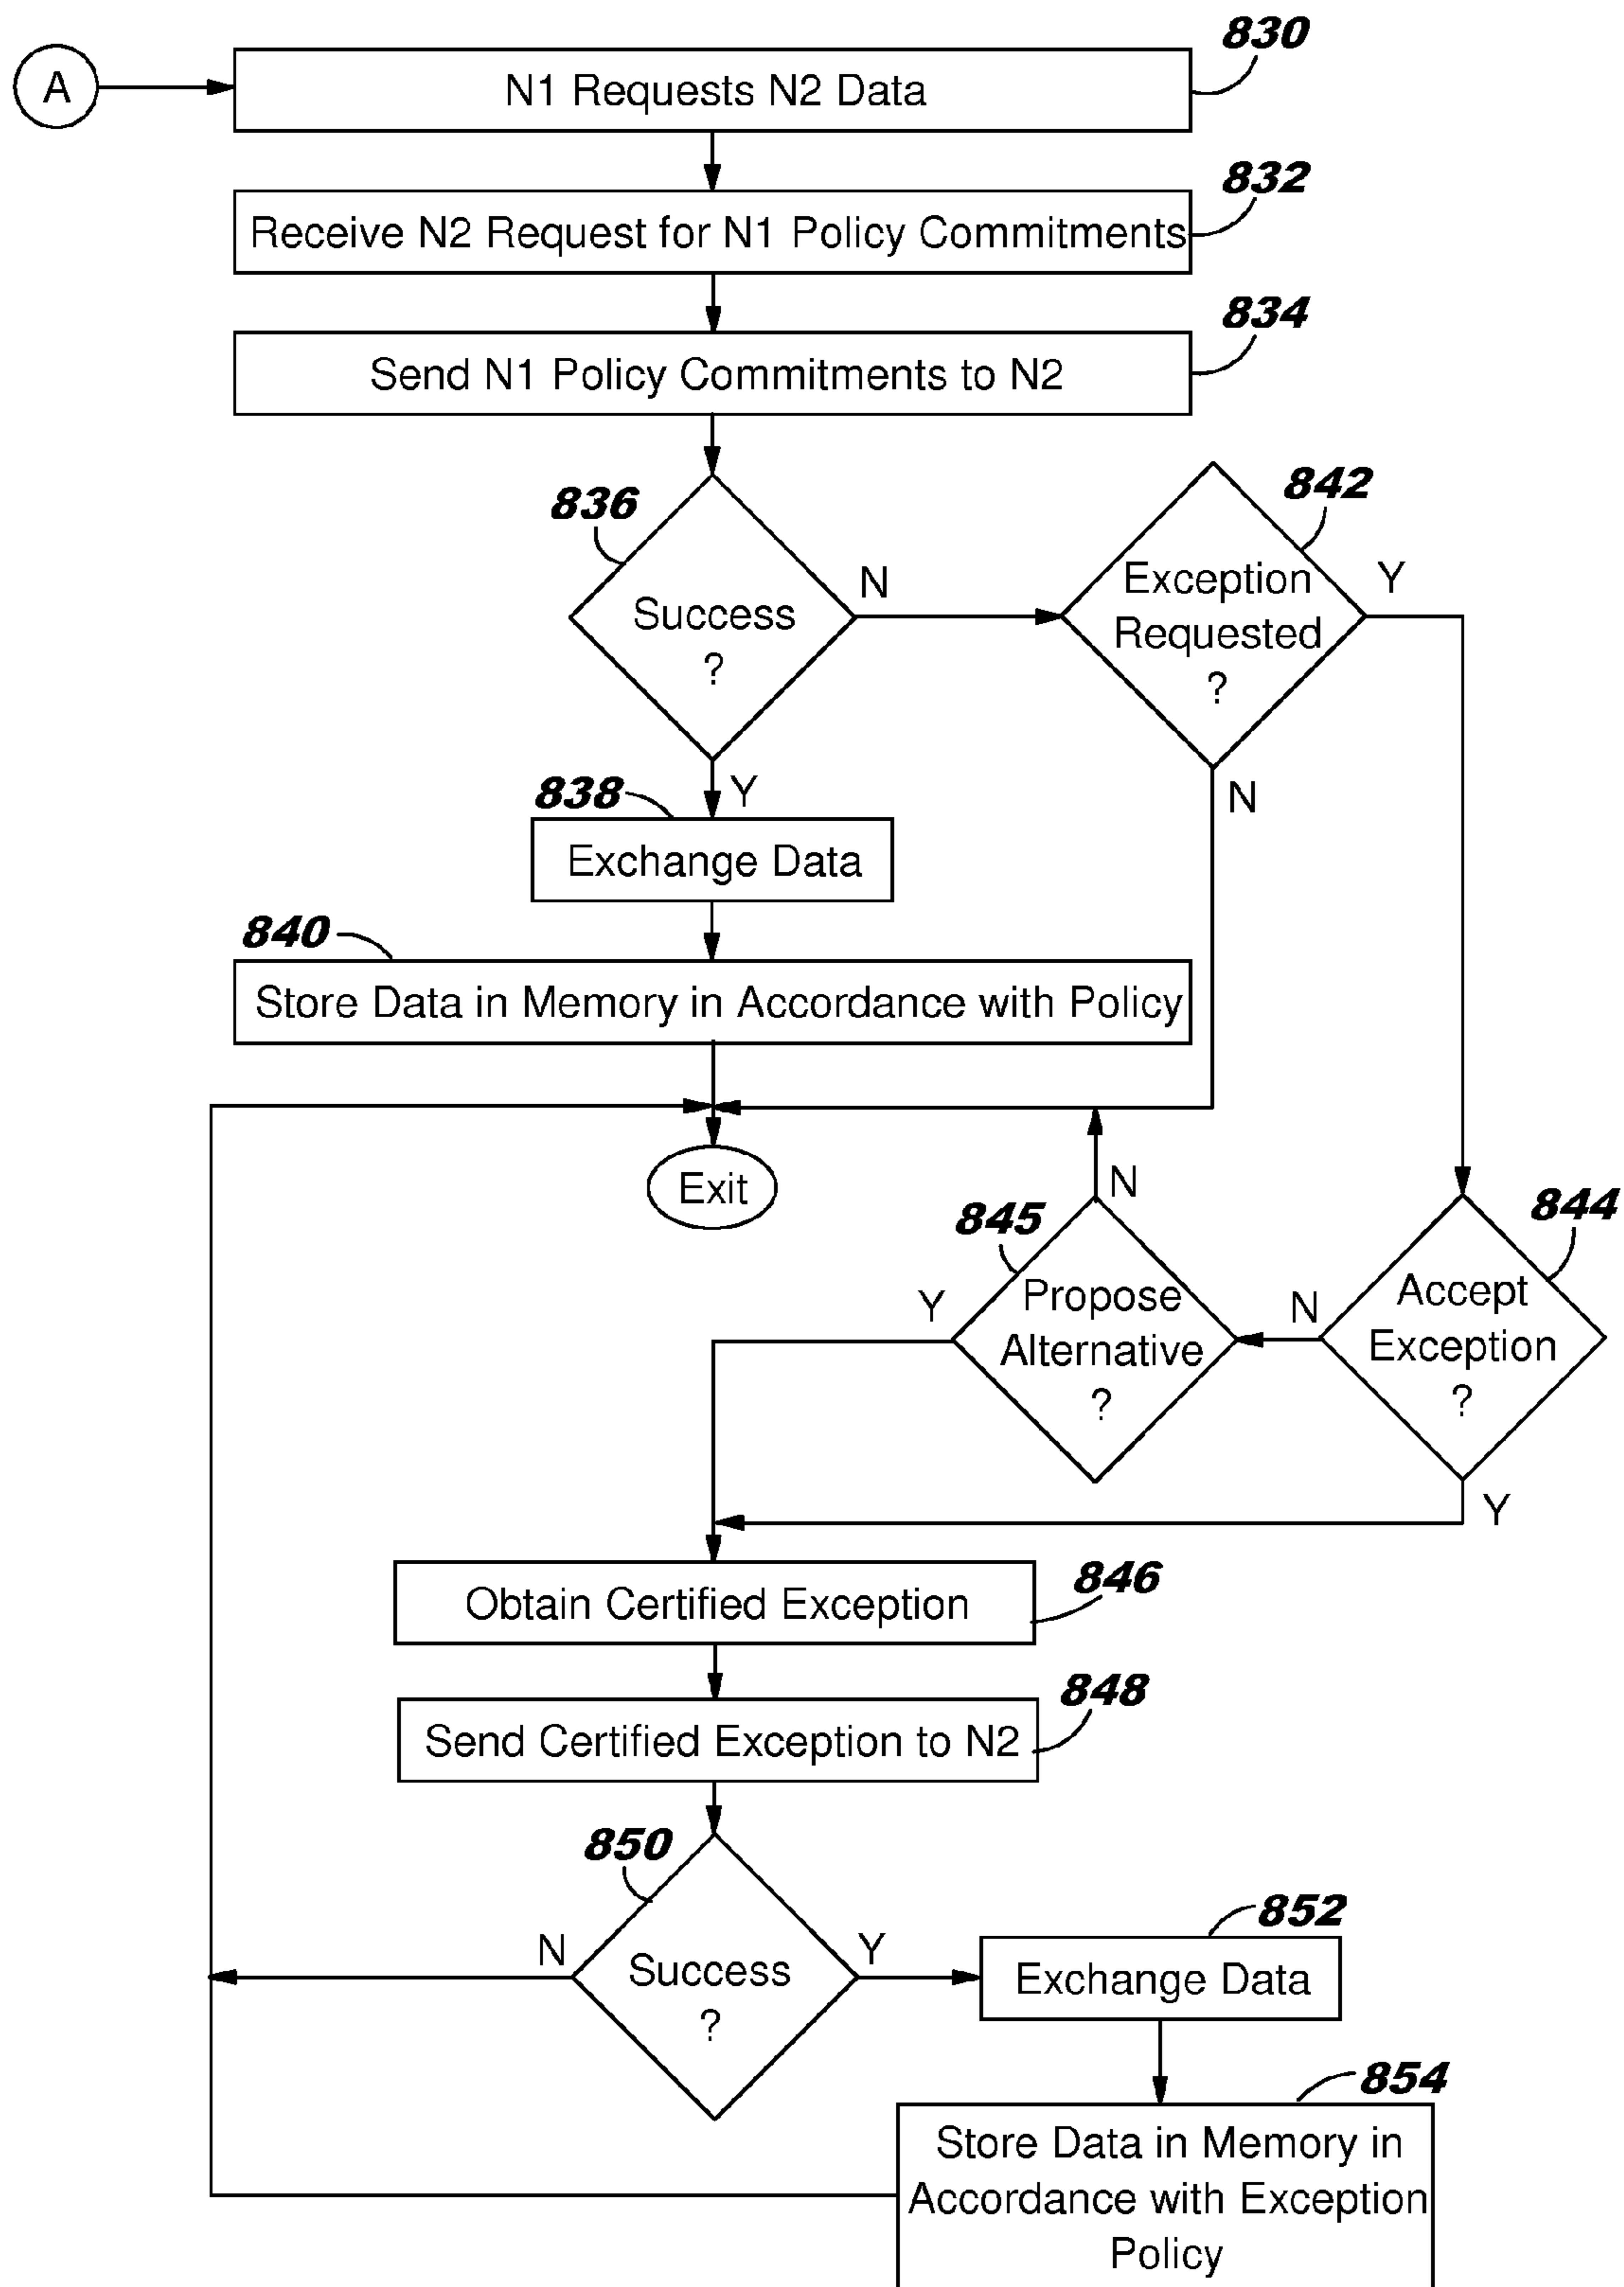 830
A
N1 Requests N2 Data
832
Receive N2 Request for N1 Policy Commitments
834
Send N1 Policy Commitments to N2
836
842
Success
?
N
Exception
Requested
?
Y
838
Y
N
Exchange Data
840
Store Data in Memory in Accordance with Policy
Exit
N
845
844
Y
Propose
Alternative
?
N
Accept
Exception
?
Y
846
Obtain Certified Exception
848
Send Certified Exception to N2
850
N
Success
?
Y
852
Exchange Data
854
Store Data in Memory in
Accordance with Exception
Policy